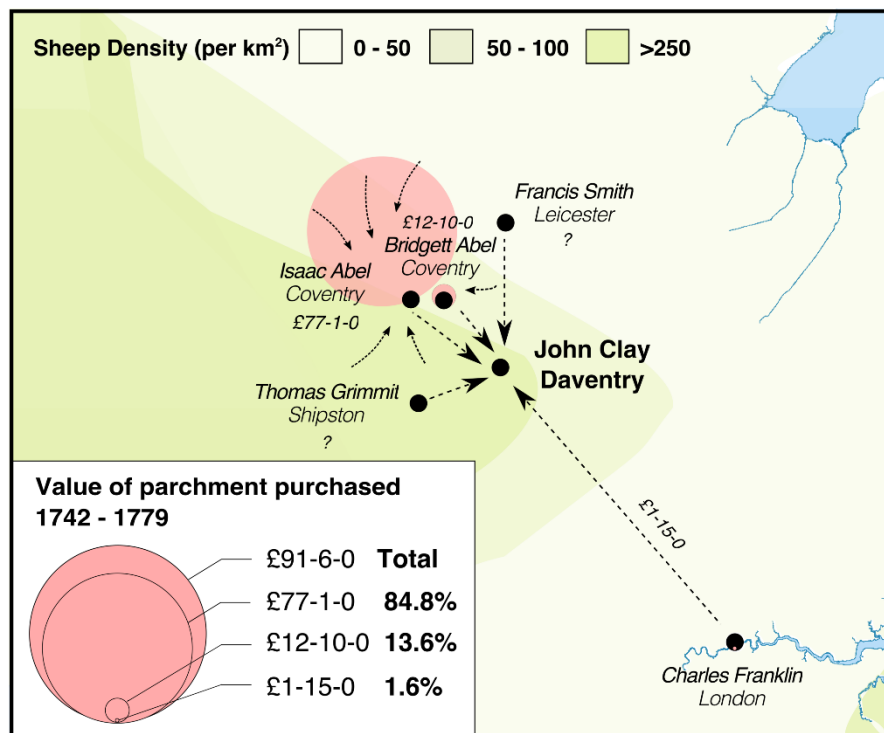 Sheep Density (per km²) 0 - 50 50 - 100 >250
Francis Smith
Leicester
?
£12-10-0
Bridgett Abel
Coventry
Isaac Abel
Coventry
£77-1-0
John Clay
Daventry
Thomas Grimmit
Shipston
?
£1-15-0
Charles Franklin
London
Value of parchment purchased
1742 - 1779
£91-6-0 Total
£77-1-0 84.8%
£12-10-0 13.6%
£1-15-0 1.6%